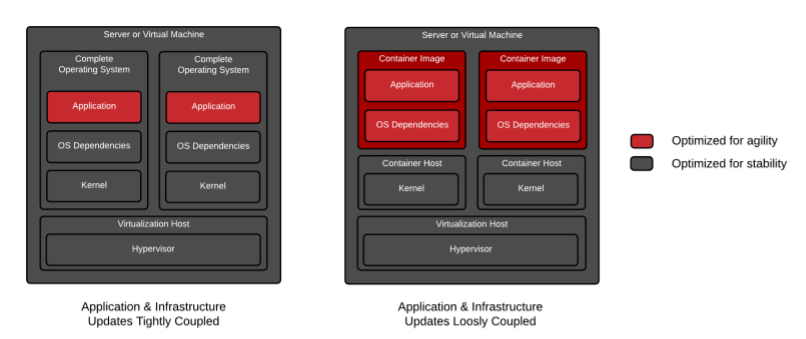 Server or Virtual Machine
Complete
Operating System
Application
OS Dependencies
Kernel
Complete
Operating System
Application
OS Dependencies
Kernel
Virtualization Host
Hypervisor
Application & Infrastructure
Updates Tightly Coupled
Server or Virtual Machine
Container Image
Application
OS Dependencies
Container Image
Application
OS Dependencies
Container Host
Kernel
Container Host
Kernel
Virtualization Host
Hypervisor
Application & Infrastructure
Updates Loosly Coupled
Optimized for agility
Optimized for stability